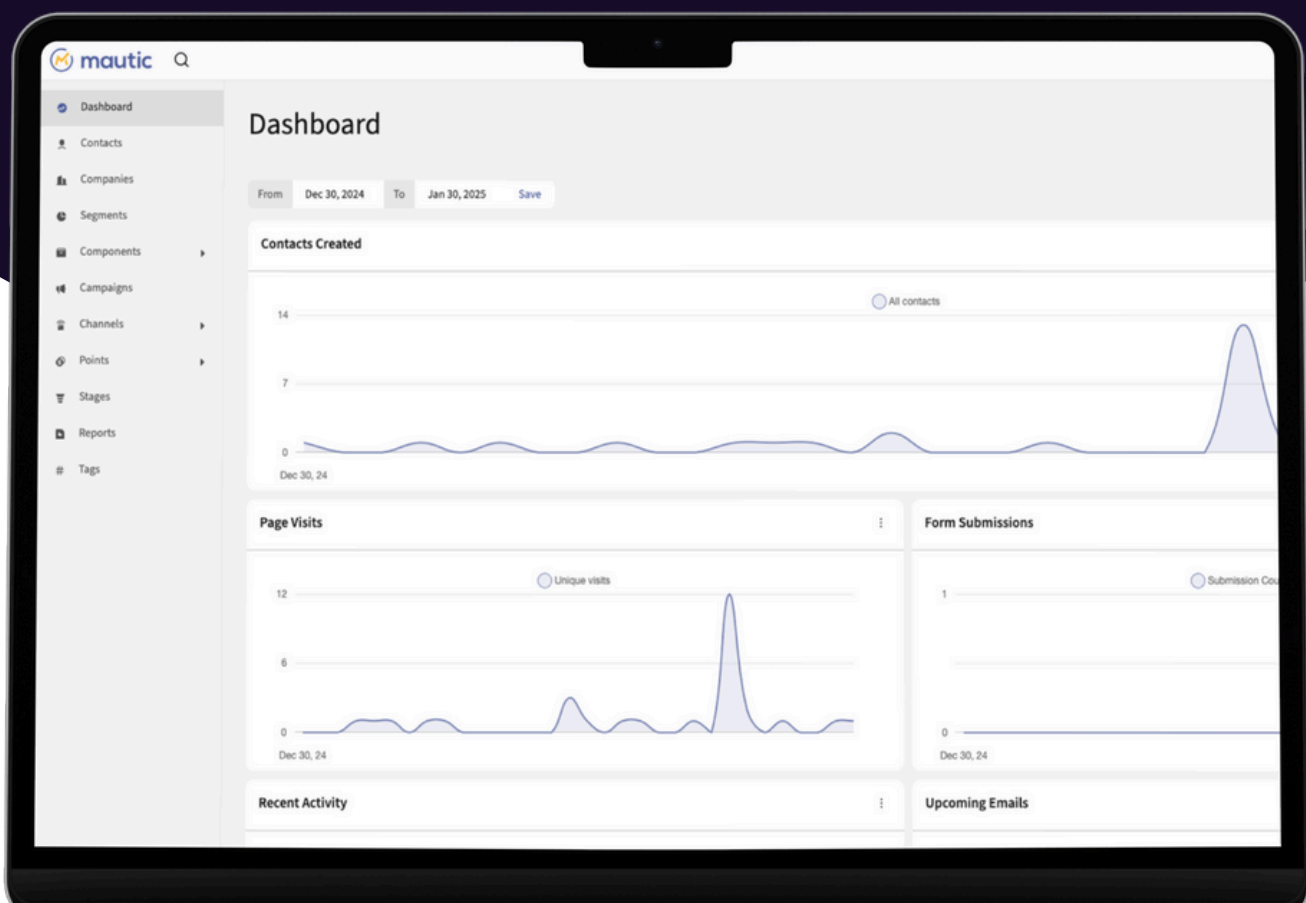 mautic
Dashboard
Contacts
Companies
Segments
Components
Campaigns
Channels
Points
Stages
Reports
Tags
Dashboard
From Dec 30, 2024 To Jan 30, 2025 Save
Contacts Created
All contacts
14
7
0
Dec 30, 24
Page Visits
Unique visits
12
6
0
Dec 30, 24
Form Submissions
Submission Cou
1
0
Dec 30, 24
Recent Activity
Upcoming Emails